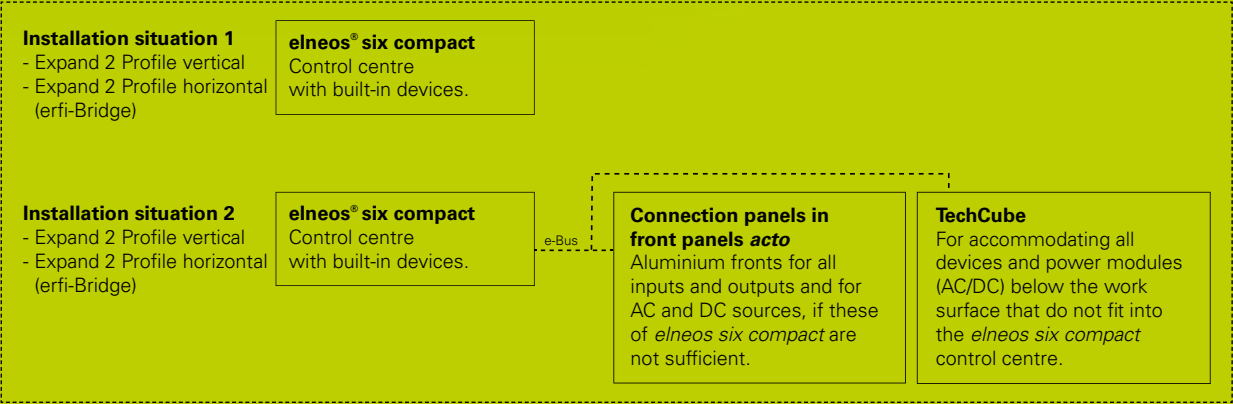 Installation situation 1
- Expand 2 Profile vertical
- Expand 2 Profile horizontal
(erfi-Bridge)
elneos® six compact
Control centre
with built-in devices.
Installation situation 2
- Expand 2 Profile vertical
- Expand 2 Profile horizontal
(erfi-Bridge)
elneos® six compact
Control centre
with built-in devices.
e-Bus
Connection panels in
front panels acto
Aluminium fronts for all
inputs and outputs and for
AC and DC sources, if these
of elneos six compact are
not sufficient.
TechCube
For accommodating all
devices and power modules
(AC/DC) below the work
surface that do not fit into
the elneos six compact
control centre.